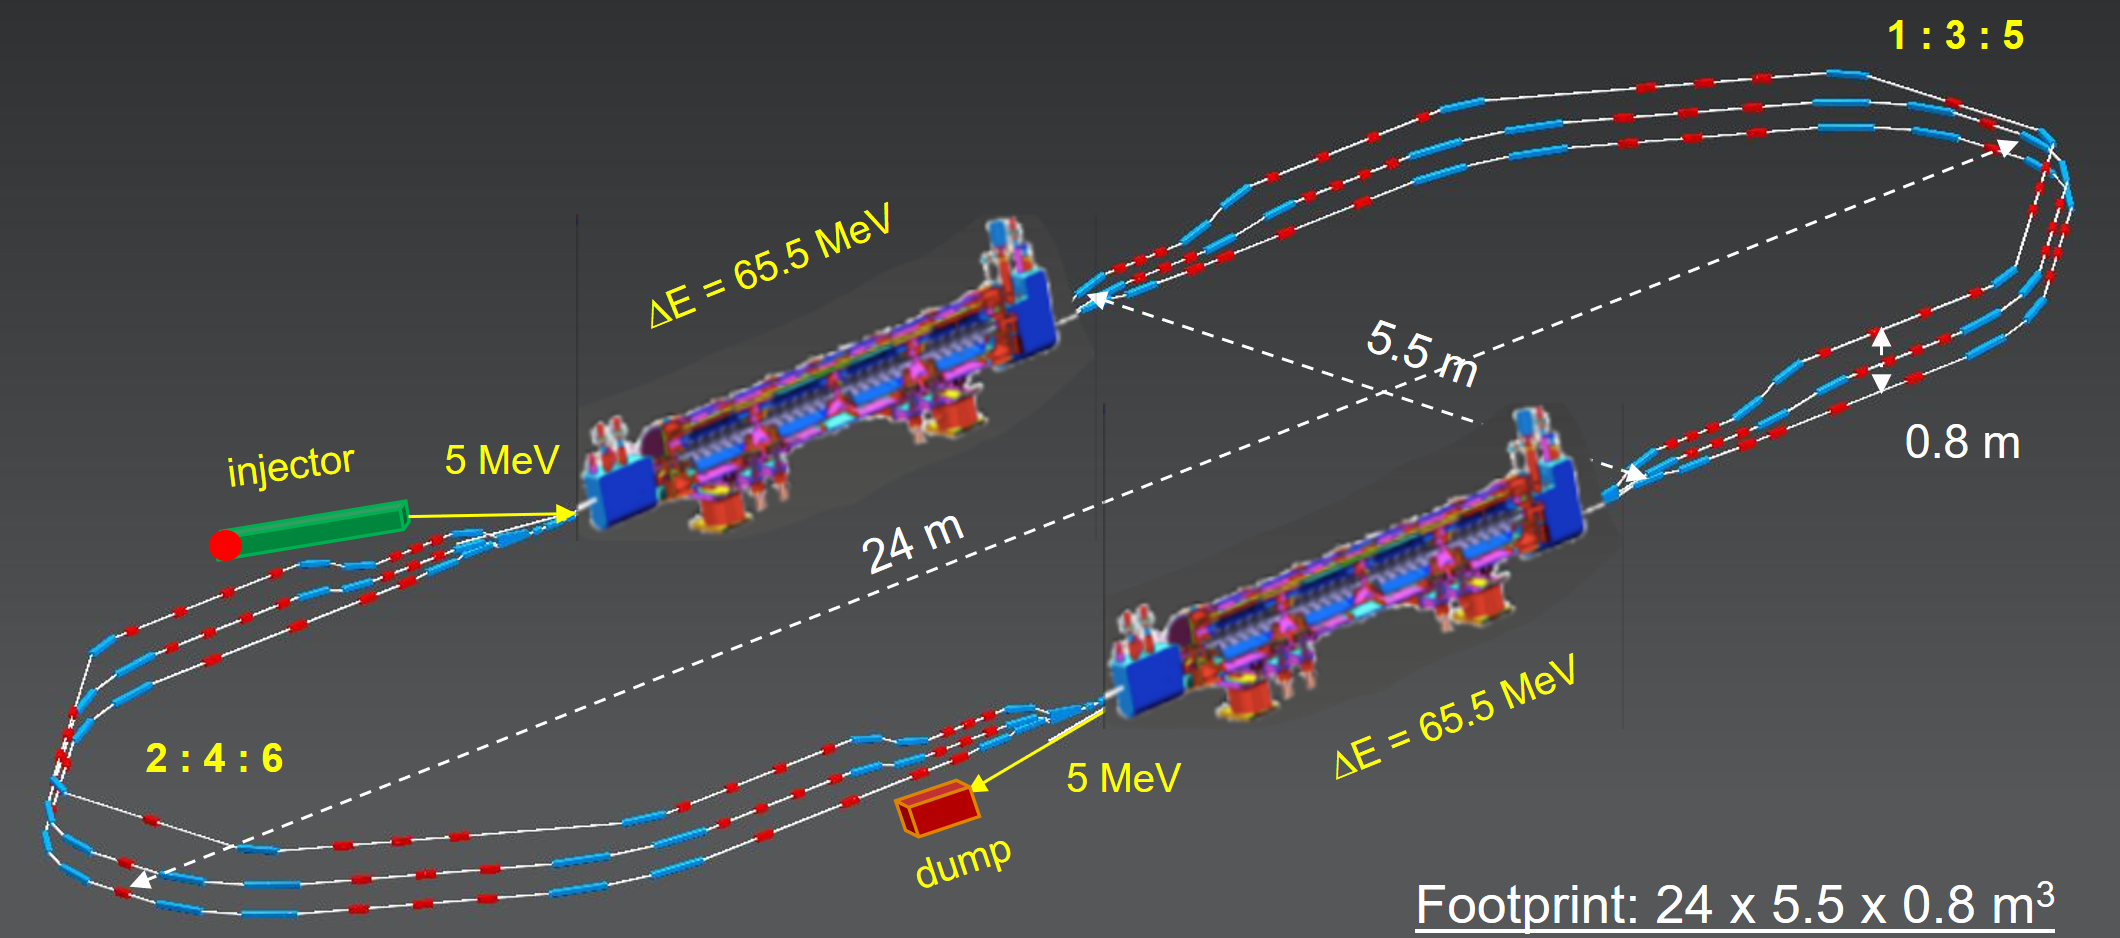 1 : 3 : 5
ΔE = 65.5 MeV
5.5 m
0.8 m
injector
5 MeV
24 m
2 : 4 : 6
ΔE = 65.5 MeV
5 MeV
dump
Footprint: 24 x 5.5 x 0.8 m³